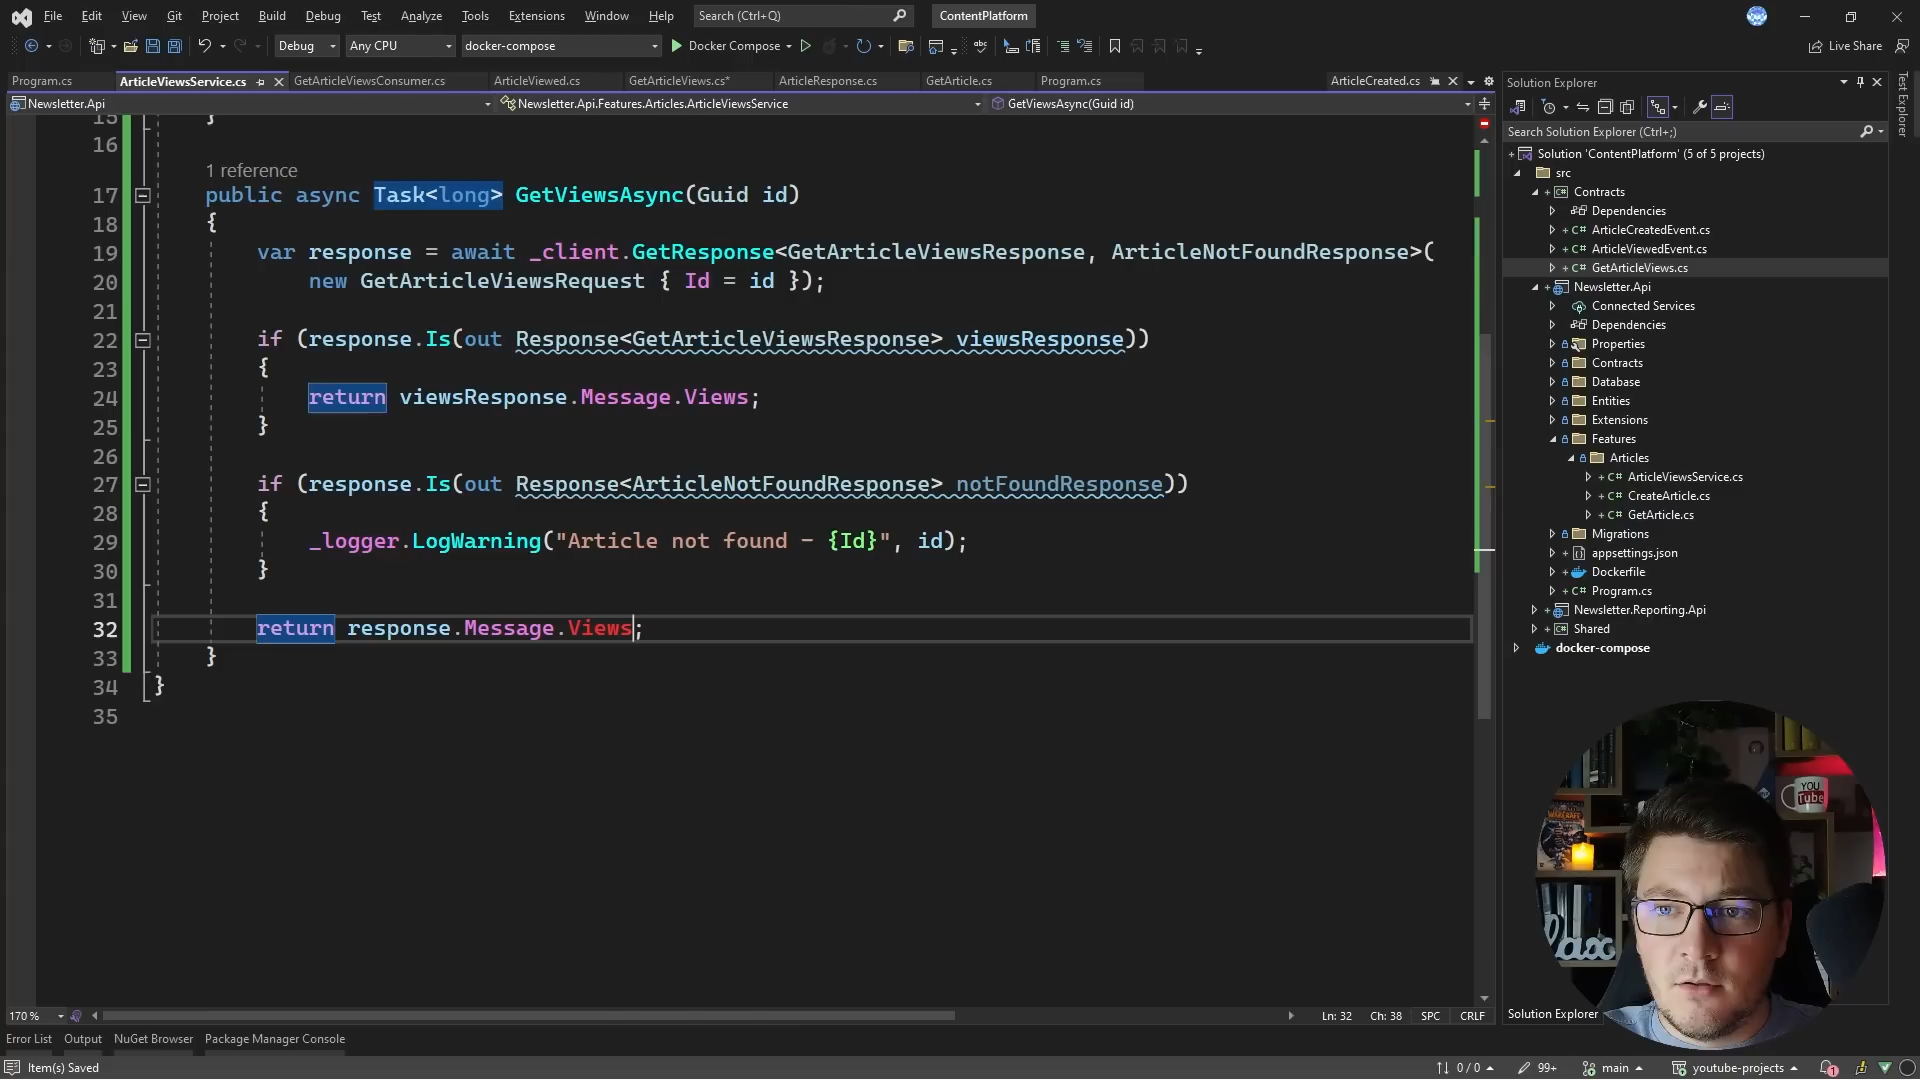 File Edit View Git Project Build Debug Test Analyze Tools Extensions Window Help Search (Ctrl+Q) ContentPlatform
Debug Any CPU docker-compose Docker Compose Live Share
Program.cs ArticleViewsService.cs GetArticleViewsConsumer.cs ArticleViewed.cs GetArticleViews.cs* ArticleResponse.cs GetArticle.cs Program.cs ArticleCreated.cs
Newsletter.Api Newsletter.Api.Features.Articles.ArticleViewsService GetViewsAsync(Guid id)
15 }
16
1 reference
17 public async Task<long> GetViewsAsync(Guid id)
18 {
19 var response = await _client.GetResponse<GetArticleViewsResponse, ArticleNotFoundResponse>(
20 new GetArticleViewsRequest { Id = id });
21
22 if (response.Is(out Response<GetArticleViewsResponse> viewsResponse))
23 {
24 return viewsResponse.Message.Views;
25 }
26
27 if (response.Is(out Response<ArticleNotFoundResponse> notFoundResponse))
28 {
29 _logger.LogWarning("Article not found - {Id}", id);
30 }
31
32 return response.Message.Views;
33 }
34 }
35
170 % Ln: 32 Ch: 38 SPC CRLF
Error List Output NuGet Browser Package Manager Console
Item(s) Saved 0 / 0 99+ main youtube-projects 1
Solution Explorer
Search Solution Explorer (Ctrl+;)
Solution 'ContentPlatform' (5 of 5 projects)
src
Contracts
Dependencies
ArticleCreatedEvent.cs
ArticleViewedEvent.cs
GetArticleViews.cs
Newsletter.Api
Connected Services
Dependencies
Properties
Contracts
Database
Entities
Extensions
Features
Articles
ArticleViewsService.cs
CreateArticle.cs
GetArticle.cs
Migrations
appsettings.json
Dockerfile
Program.cs
Newsletter.Reporting.Api
Shared
docker-compose
Solution Explorer
Test Explorer
YOU
Tube